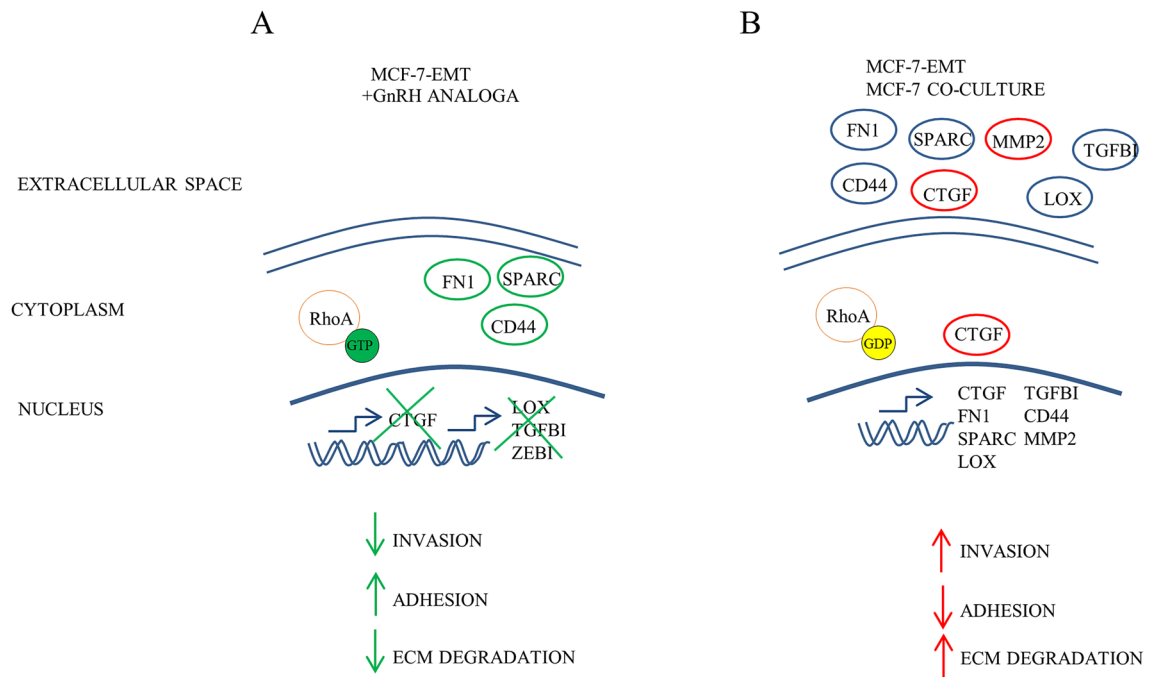 A
MCF-7-EMT
+GnRH ANALOGA
EXTRACELLULAR SPACE
CYTOPLASM
NUCLEUS
FN1
SPARC
CD44
RhoA
GTP
CTGF
LOX
TGFBI
ZEBI
INVASION
ADHESION
ECM DEGRADATION
B
MCF-7-EMT
MCF-7 CO-CULTURE
FN1
SPARC
MMP2
TGFBI
CD44
CTGF
LOX
RhoA
GDP
CTGF
CTGF TGFBI
FN1 CD44
SPARC MMP2
LOX
INVASION
ADHESION
ECM DEGRADATION